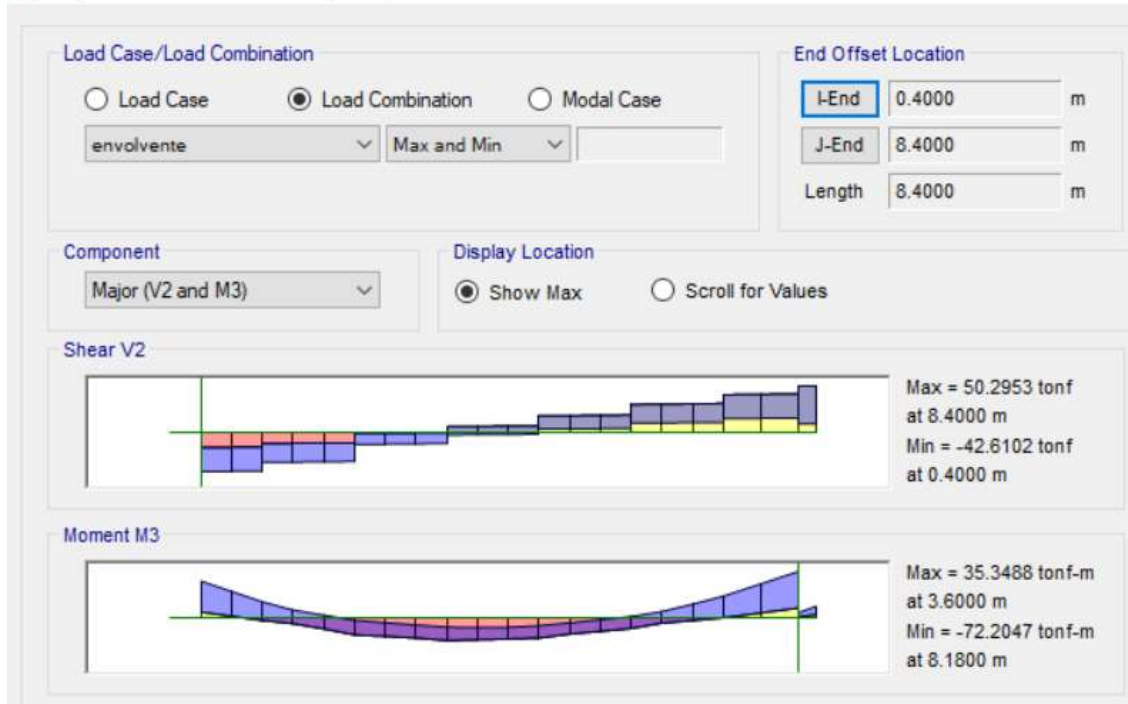 Load Case/Load Combination
Load Case Load Combination Modal Case
envolvente Max and Min
End Offset Location
I-End 0.4000 m
J-End 8.4000 m
Length 8.4000 m
Component
Major (V2 and M3)
Display Location
Show Max Scroll for Values
Shear V2
Max = 50.2953 tonf
at 8.4000 m
Min = -42.6102 tonf
at 0.4000 m
Moment M3
Max = 35.3488 tonf-m
at 3.6000 m
Min = -72.2047 tonf-m
at 8.1800 m